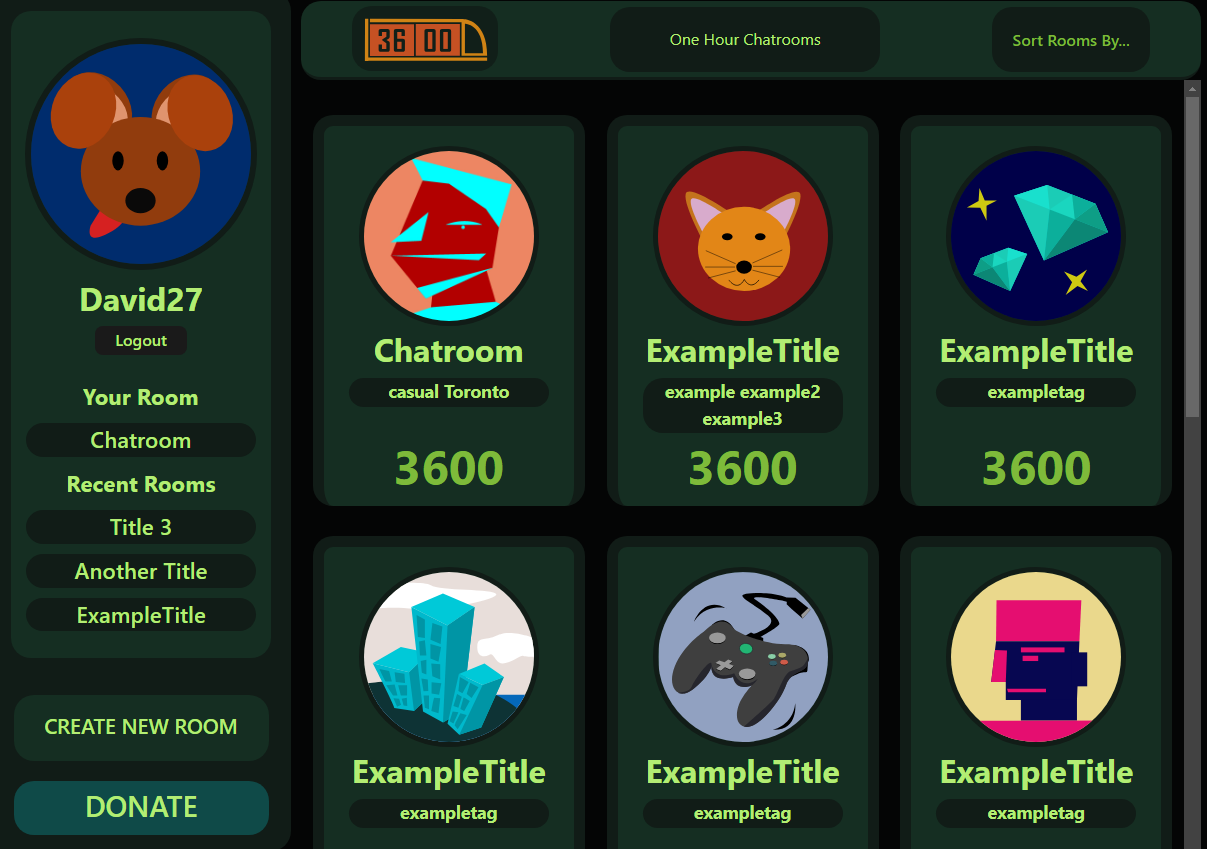 David27
Logout
Your Room
Chatroom
Recent Rooms
Title 3
Another Title
ExampleTitle
CREATE NEW ROOM
DONATE
36 00
One Hour Chatrooms
Sort Rooms By...
Chatroom
casual Toronto
3600
ExampleTitle
example example2
example3
3600
ExampleTitle
exampletag
3600
ExampleTitle
exampletag
ExampleTitle
exampletag
ExampleTitle
exampletag